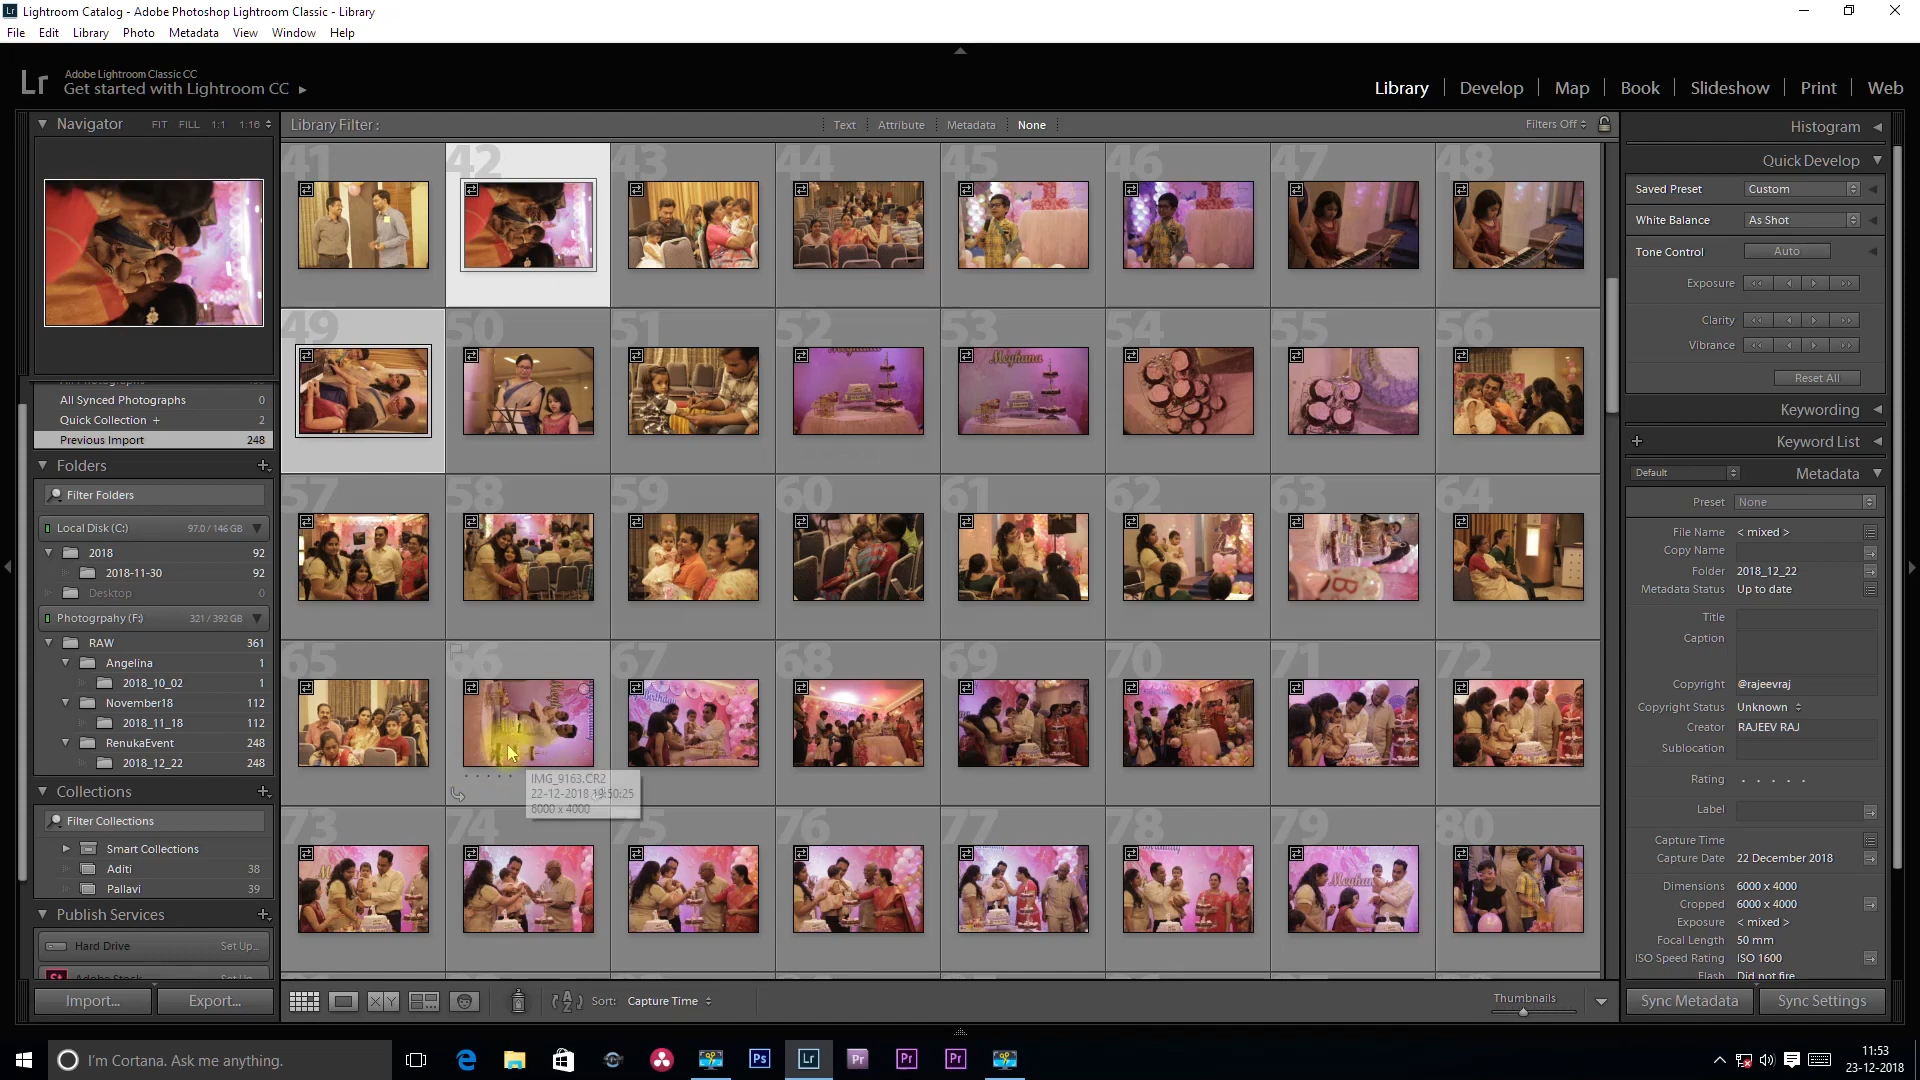 Lightroom Catalog - Adobe Photoshop Lightroom Classic - Library
File Edit Library Photo Metadata View Window Help
Lr Adobe Lightroom Classic CC
Get started with Lightroom CC
Library Develop Map Book Slideshow Print Web
Navigator FIT FILL 1:1 1:16
All Synced Photographs 0
Quick Collection + 2
Previous Import 248
Folders
Filter Folders
Local Disk (C:) 97.0 / 146 GB
2018 92
2018-11-30 92
Desktop 0
Photogrpahy (F:) 321 / 392 GB
RAW 361
Angelina 1
2018_10_02 1
November18 112
2018_11_18 112
RenukaEvent 248
2018_12_22 248
Collections
Filter Collections
Smart Collections
Aditi 38
Pallavi 39
Publish Services
Hard Drive Set Up...
Import... Export...
Library Filter : Text Attribute Metadata None Filters Off
41 42 43 44 45 46 47 48
49 50 51 52 53 54 55 56
Meghana Meghana
57 58 59 60 61 62 63 64
65 66 67 68 69 70 71 72
IMG_9163.CR2
22-12-2018 19:50:25
6000 x 4000
73 74 75 76 77 78 79 80
Sort: Capture Time
Thumbnails
Histogram
Quick Develop
Saved Preset Custom
White Balance As Shot
Tone Control Auto
Exposure
Clarity
Vibrance
Reset All
Keywording
Keyword List
Default Metadata
Preset None
File Name < mixed >
Copy Name
Folder 2018_12_22
Metadata Status Up to date
Title
Caption
Copyright @rajeevraj
Copyright Status Unknown
Creator RAJEEV RAJ
Sublocation
Rating
Label
Capture Time
Capture Date 22 December 2018
Dimensions 6000 x 4000
Cropped 6000 x 4000
Exposure < mixed >
Focal Length 50 mm
ISO Speed Rating ISO 1600
Flash Did not fire
Sync Metadata Sync Settings
I'm Cortana. Ask me anything.
Ps Lr Pr Pr Pr
11:53
23-12-2018